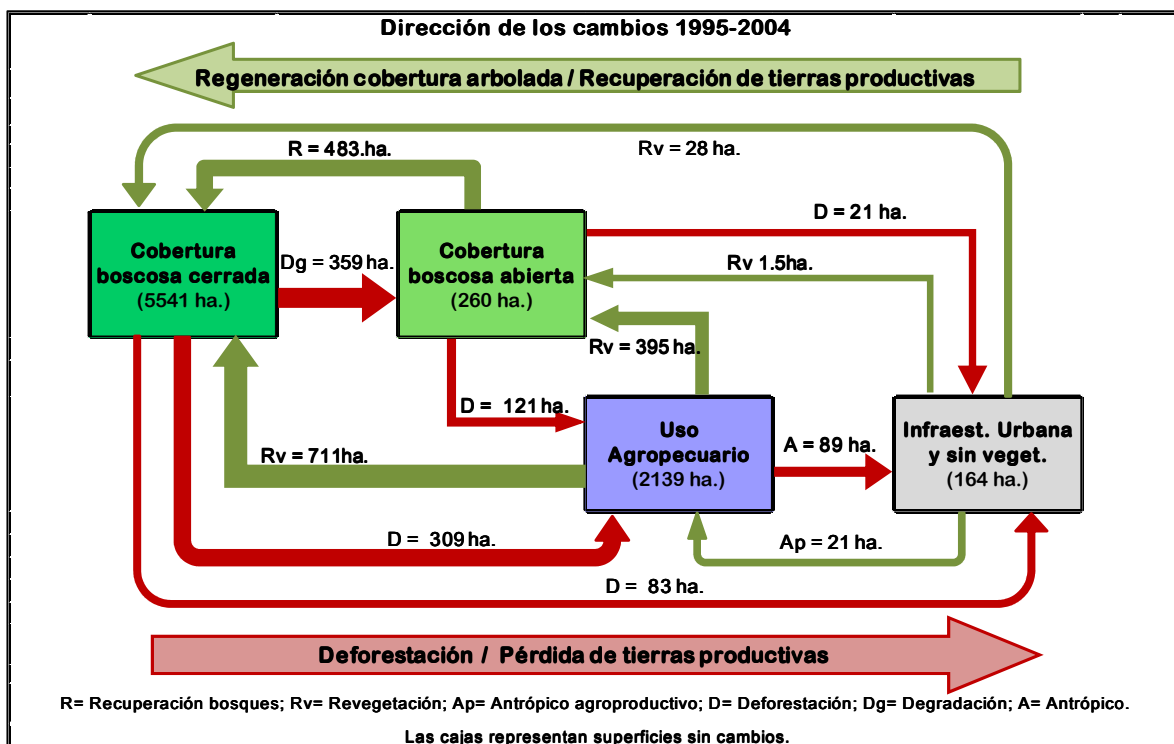 Dirección de los cambios 1995-2004
Regeneración cobertura arbolada / Recuperación de tierras productivas
R = 483.ha.
Rv = 28 ha.
D = 21 ha.
Cobertura
boscosa cerrada
(5541 ha.)
Dg = 359 ha.
Cobertura
boscosa abierta
(260 ha.)
Rv 1.5ha.
Rv = 395 ha.
D = 121 ha.
Rv = 711ha.
Uso
Agropecuario
(2139 ha.)
A = 89 ha.
Infraest. Urbana
y sin veget.
(164 ha.)
D = 309 ha.
Ap = 21 ha.
D = 83 ha.
Deforestación / Pérdida de tierras productivas
R= Recuperación bosques; Rv= Revegetación; Ap= Antrópico agroproductivo; D= Deforestación; Dg= Degradación; A= Antrópico.
Las cajas representan superficies sin cambios.